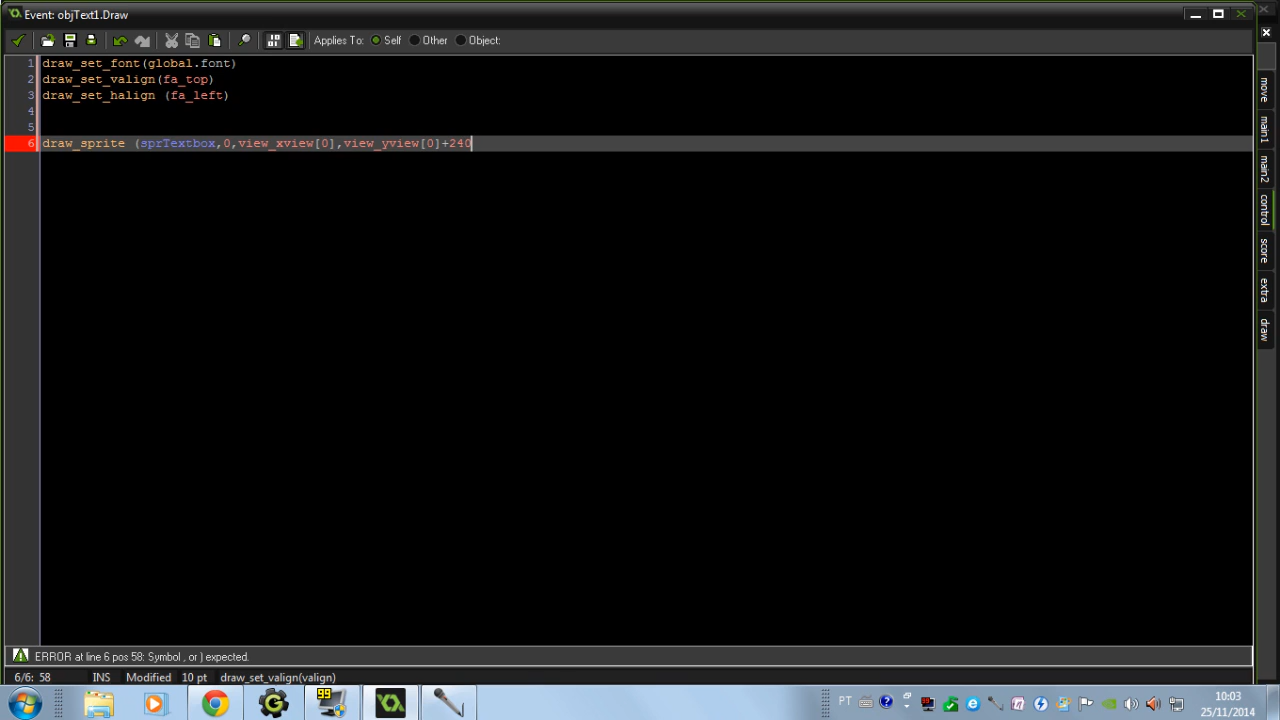 Event: objText1.Draw
Applies To: Self Other Object:
1 draw_set_font(global.font)
2 draw_set_valign(fa_top)
3 draw_set_halign (fa_left)
4
5
6 draw_sprite (sprTextbox,0,view_xview[0],view_yview[0]+240
move
main1
main2
control
score
extra
draw
ERROR at line 6 pos 58: Symbol , or ) expected.
6/6: 58 INS Modified 10 pt draw_set_valign(valign)
99
PT
10:03
25/11/2014